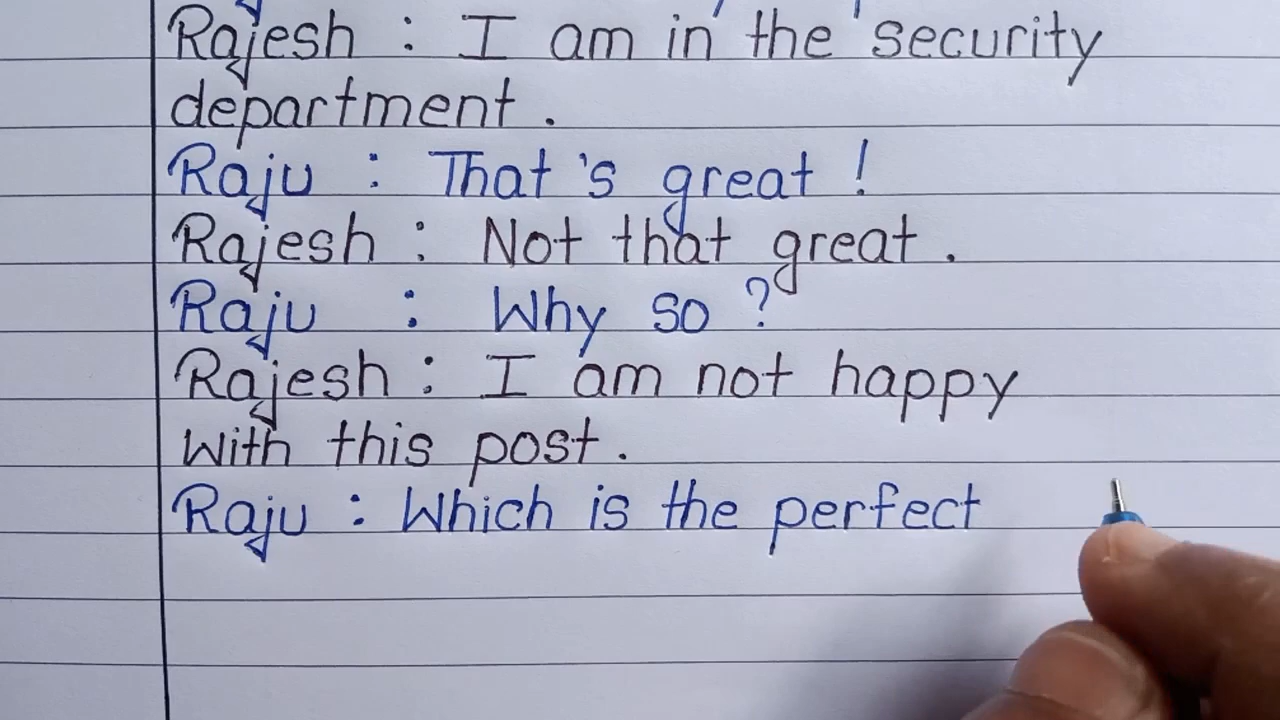 Rajesh : I am in the security
department.
Raju : That's great !
Rajesh : Not that great.
Raju : Why so ?
Rajesh : I am not happy
with this post.
Raju : Which is the perfect